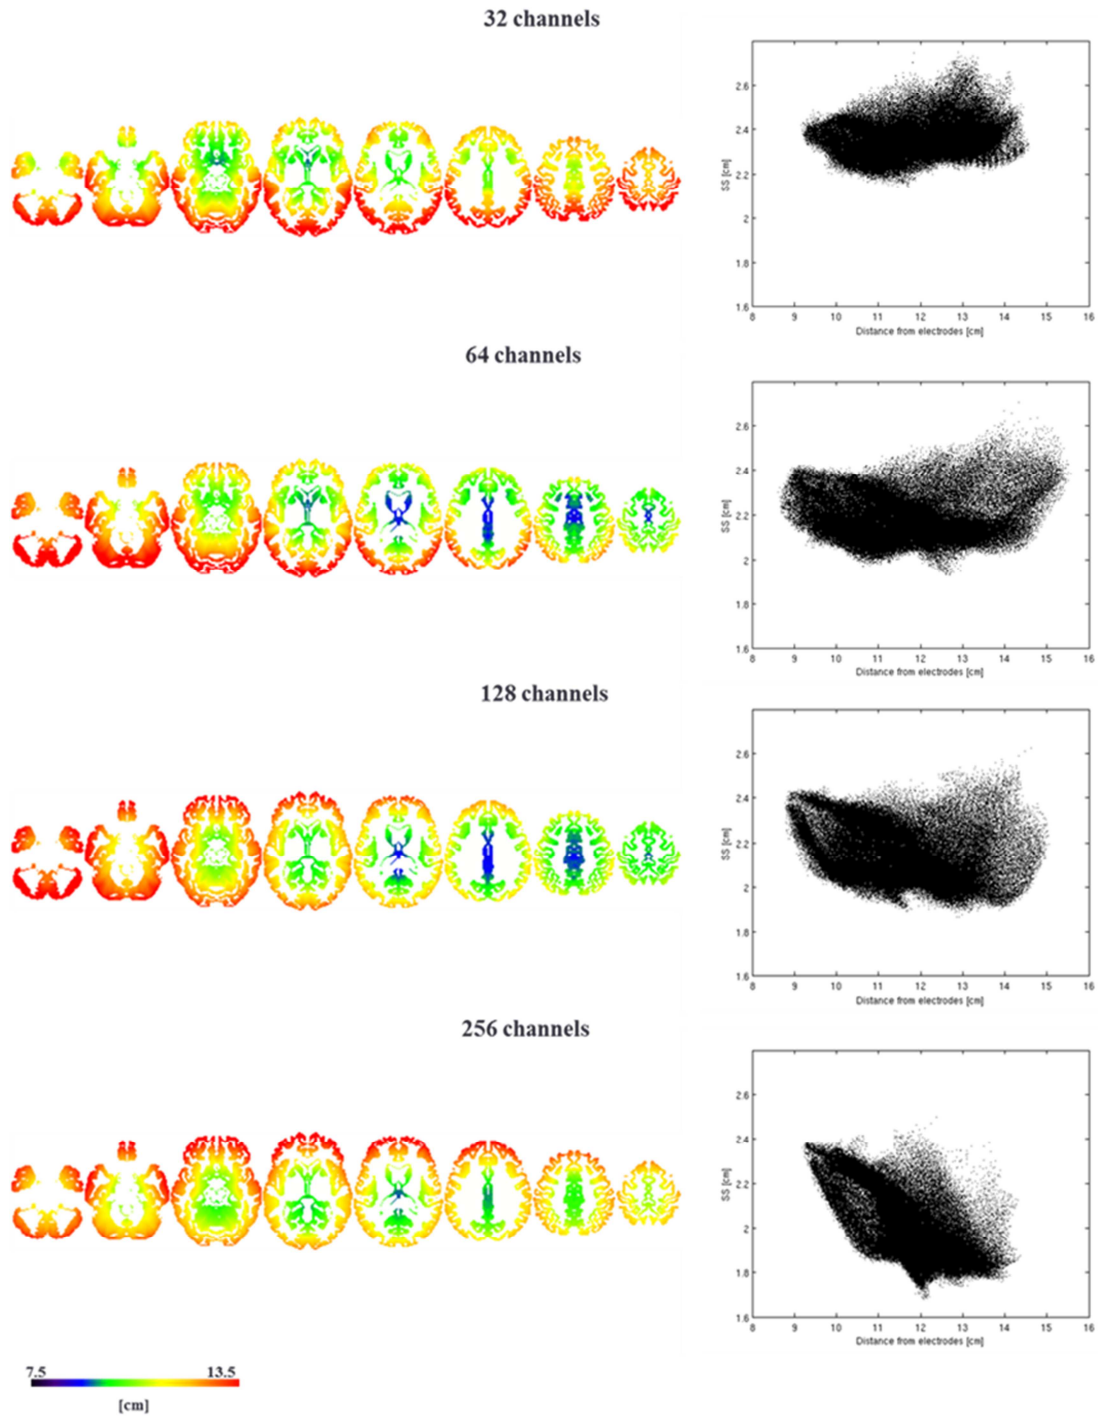 32 channels
2.6
2.4
2.2
2
1.8
1.6
SS [cm]
8 9 10 11 12 13 14 15 16
Distance from electrodes [cm]
64 channels
2.6
2.4
2.2
2
1.8
1.6
SS [cm]
8 9 10 11 12 13 14 15 16
Distance from electrodes [cm]
128 channels
2.6
2.4
2.2
2
1.8
1.6
SS [cm]
8 9 10 11 12 13 14 15 16
Distance from electrodes [cm]
256 channels
2.6
2.4
2.2
2
1.8
1.6
SS [cm]
8 9 10 11 12 13 14 15 16
Distance from electrodes [cm]
7.5 13.5
[cm]